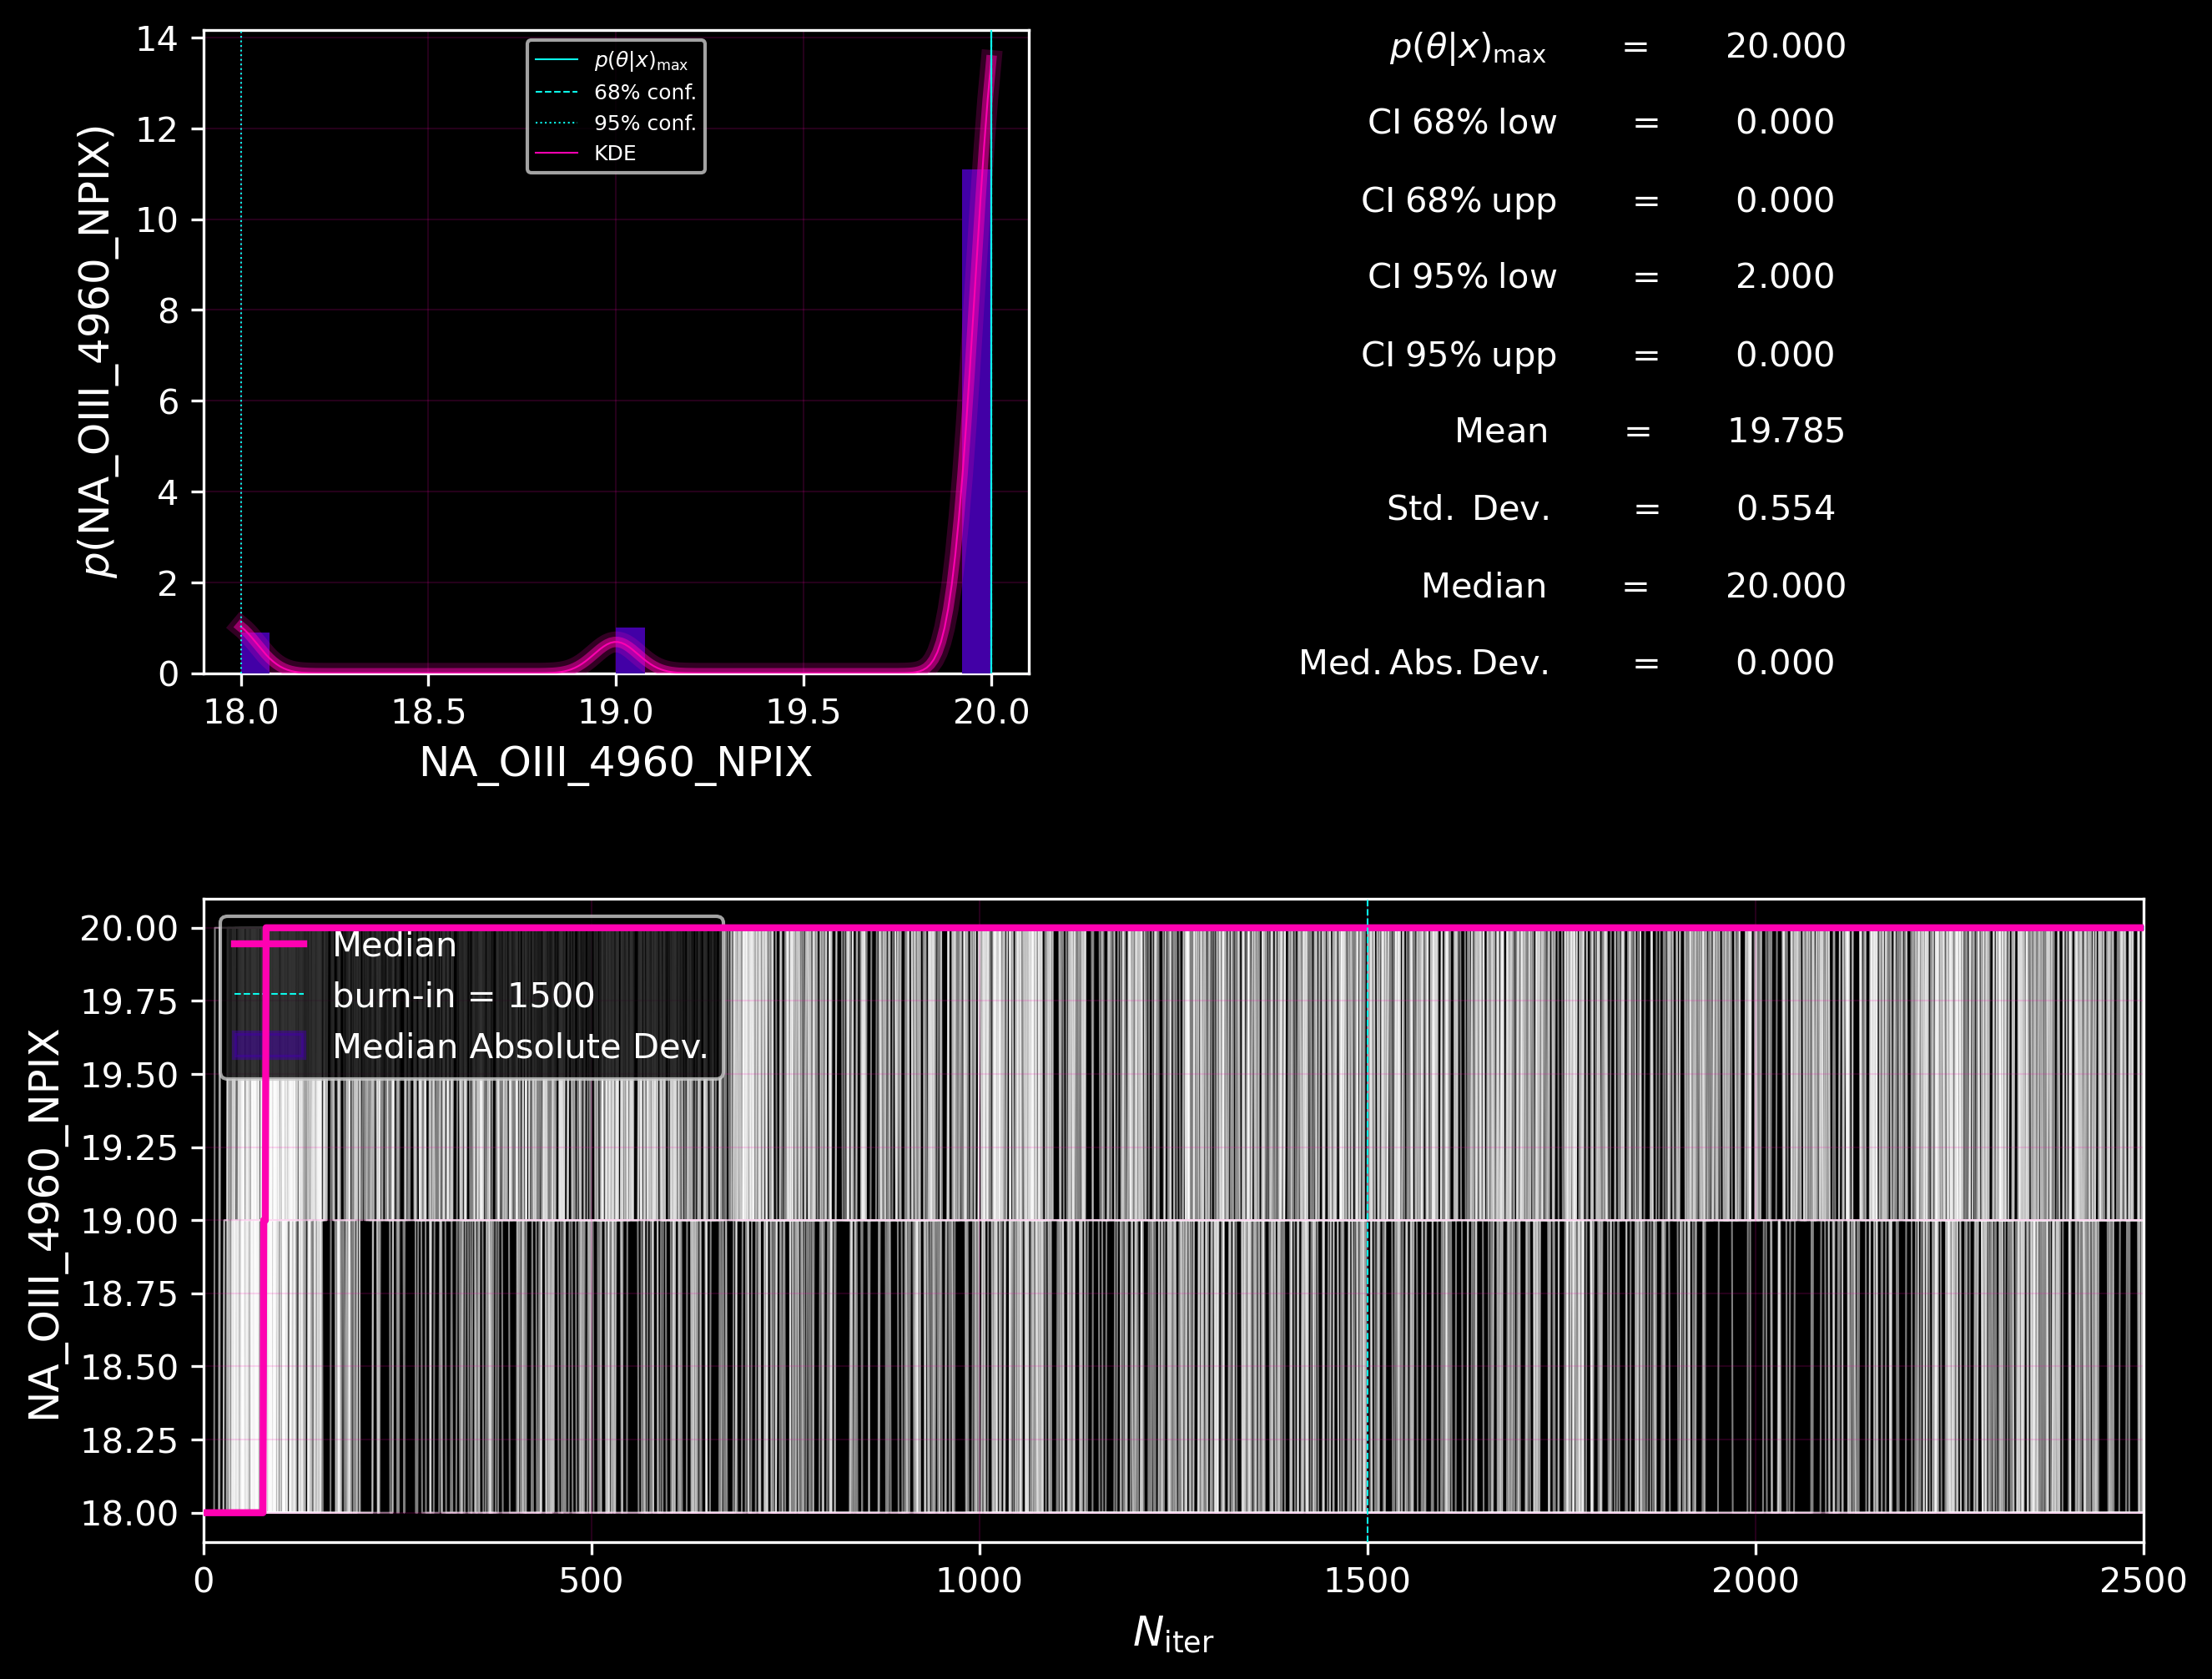 14
12
10
8
6
4
2
0
p(NA_OIII_4960_NPIX)
p(θ|x)max
68% conf.
95% conf.
KDE
18.0 18.5 19.0 19.5 20.0
NA_OIII_4960_NPIX
p(θ|x)max = 20.000
CI 68% low = 0.000
CI 68% upp = 0.000
CI 95% low = 2.000
CI 95% upp = 0.000
Mean = 19.785
Std. Dev. = 0.554
Median = 20.000
Med. Abs. Dev. = 0.000
20.00
19.75
19.50
19.25
19.00
18.75
18.50
18.25
18.00
NA_OIII_4960_NPIX
Median
burn-in = 1500
Median Absolute Dev.
0 500 1000 1500 2000 2500
Niter